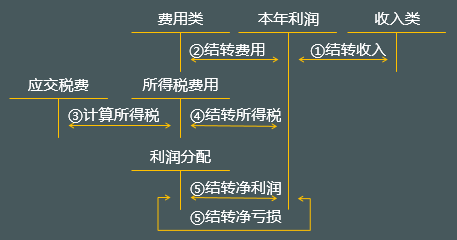 费用类 本年利润 收入类
②结转费用 ①结转收入
应交税费 所得税费用
③计算所得税 ④结转所得税
利润分配
⑤结转净利润
⑤结转净亏损